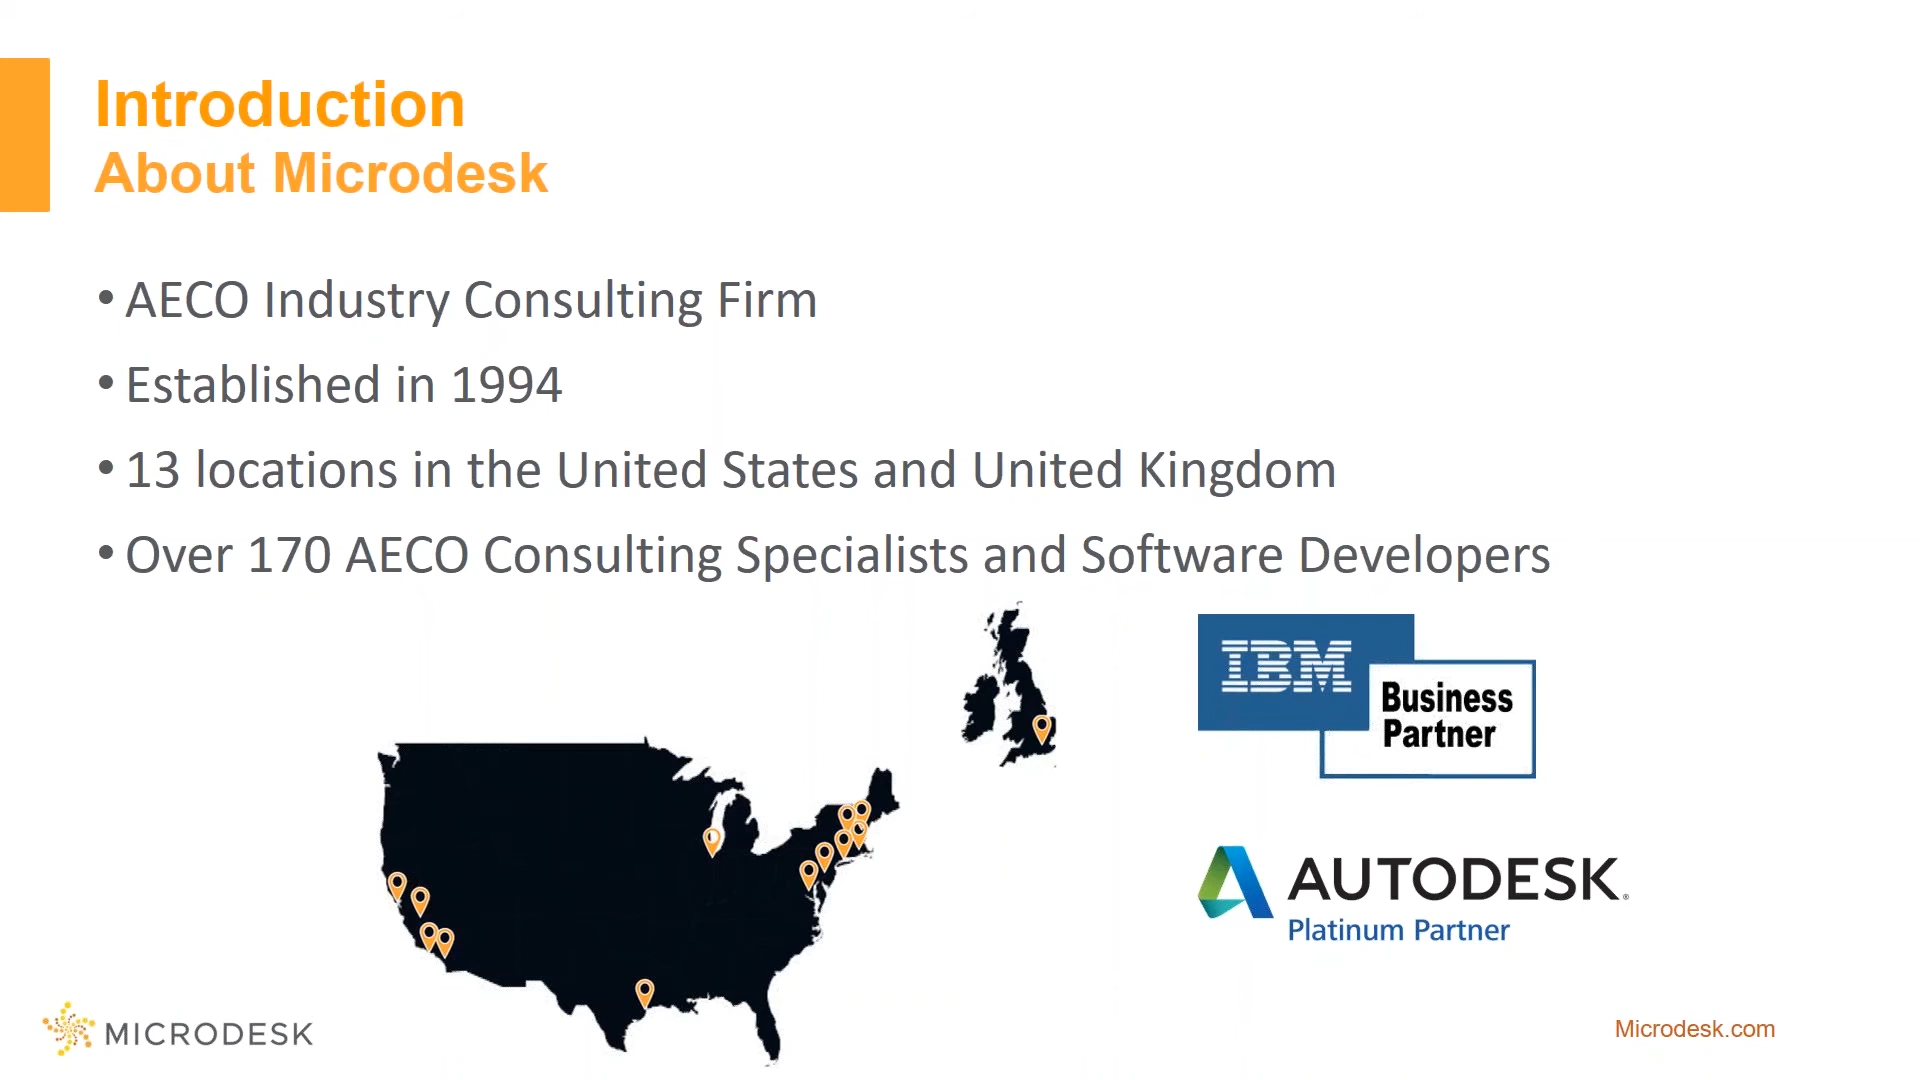 Introduction
About Microdesk
• AECO Industry Consulting Firm
• Established in 1994
• 13 locations in the United States and United Kingdom
• Over 170 AECO Consulting Specialists and Software Developers
IBM
Business
Partner
AUTODESK®
Platinum Partner
MICRODESK
Microdesk.com